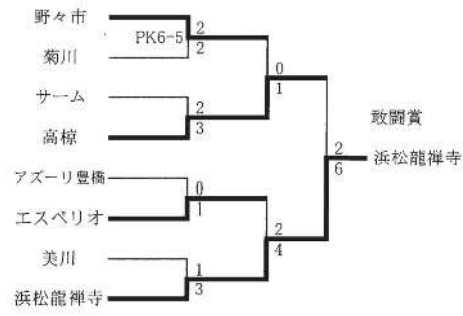 野々市
PK6-5
2
2
菊川
サーム
2
3
高椋
0
1
アズーリ豊橋
0
1
エスペリオ
美川
1
3
浜松龍禅寺
2
4
敢闘賞
2
6
浜松龍禅寺